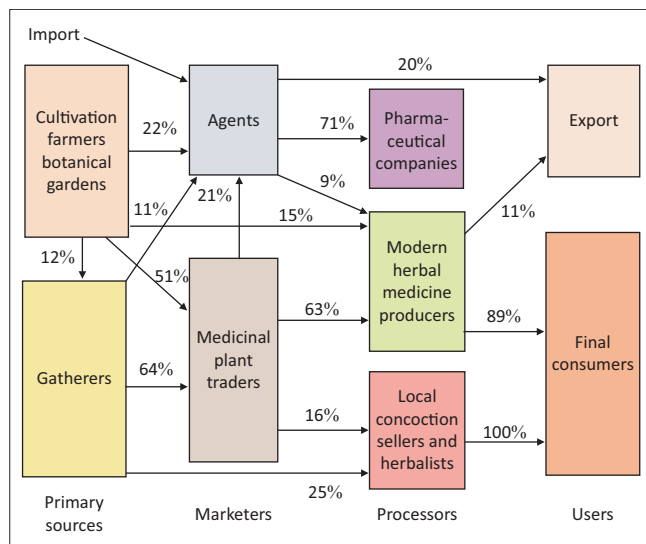 Import
20%
Cultivation
farmers
botanical
gardens
22%
Agents
71%
Pharma-
ceutical
companies
Export
11%
21%
9%
15%
11%
12%
51%
Gatherers
64%
Medicinal
plant
traders
63%
Modern
herbal
medicine
producers
89%
Final
consumers
16%
Local
concoction
sellers and
herbalists
100%
25%
Primary
sources
Marketers
Processors
Users